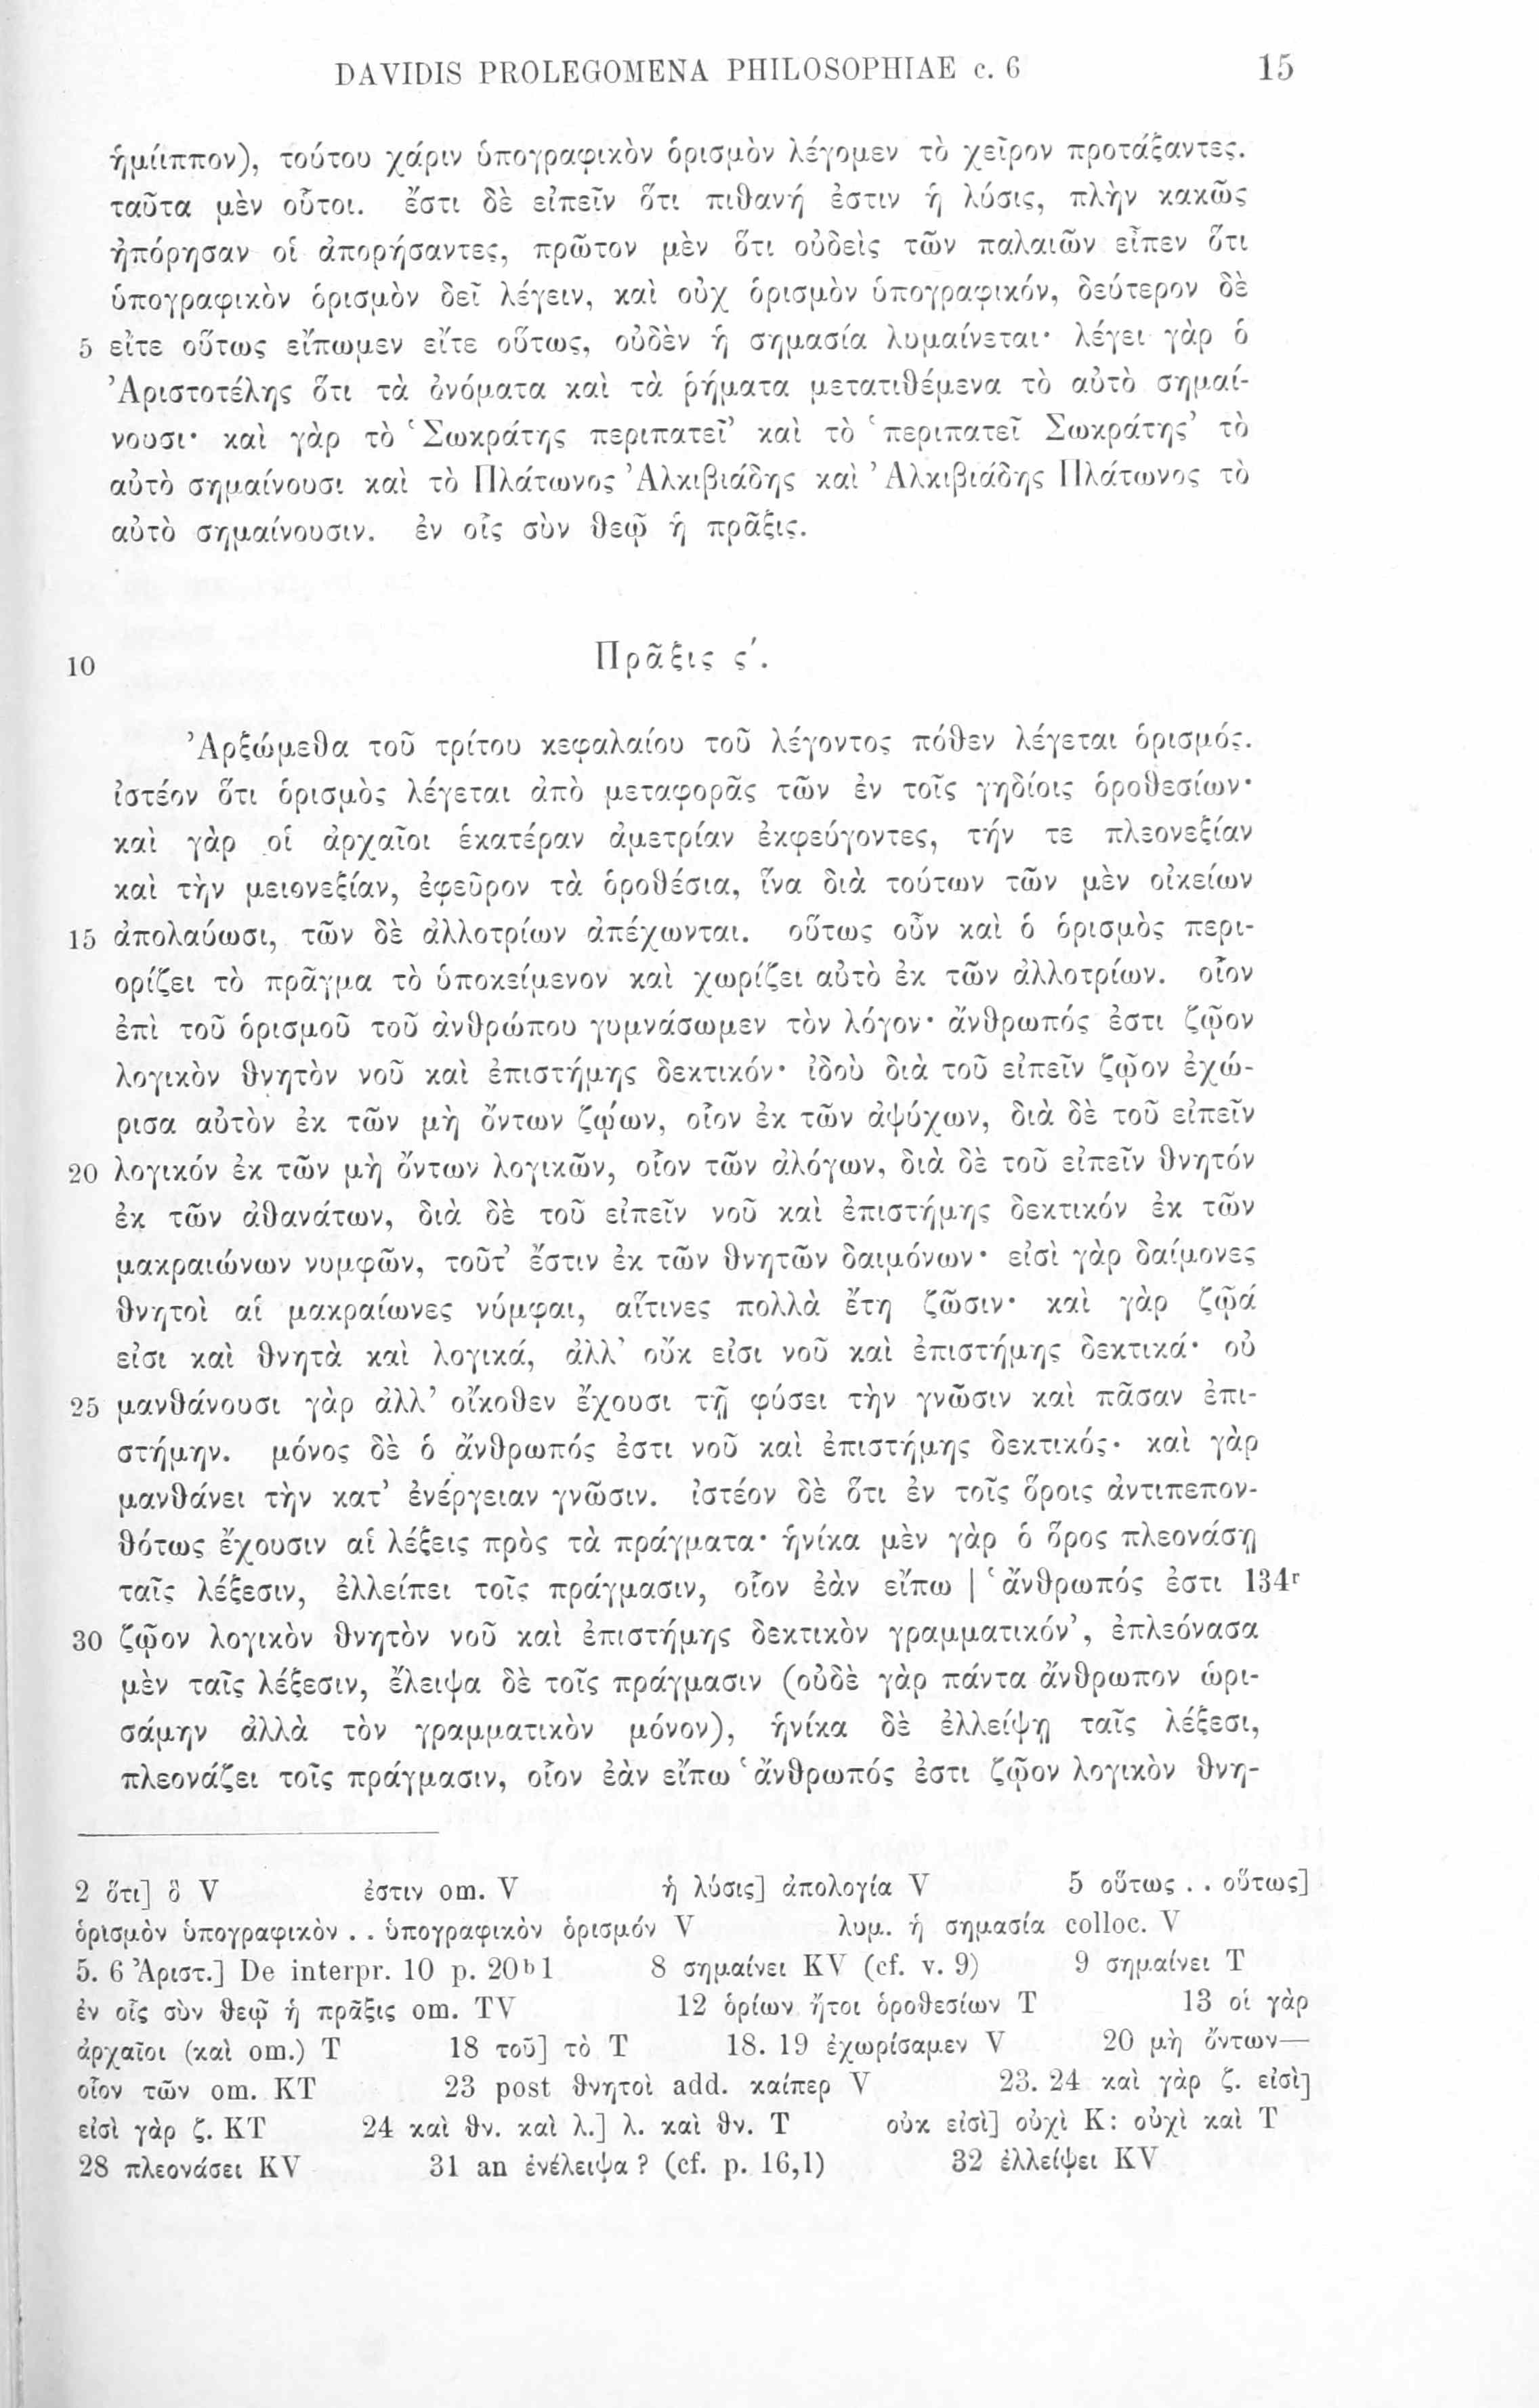 DAVIDIS PROLEGOMENA PHILOSOPHIAE c. 6 15
ἡμίιππον), τούτου χάριν ὑπογραφικὸν ὁρισμὸν λέγομεν τὸ χεῖρον προτάξαντες.
ταῦτα μὲν οὗτοι. ἔστι δὲ εἰπεῖν ὅτι πιθανή ἐστιν ἡ λύσις, πλὴν κακῶς
ἠπόρησαν οἱ ἀπορήσαντες, πρῶτον μὲν ὅτι οὐδεὶς τῶν παλαιῶν εἶπεν ὅτι
ὑπογραφικὸν ὁρισμὸν δεῖ λέγειν, καὶ οὐχ ὁρισμὸν ὑπογραφικόν, δεύτερον δὲ
5 εἴτε οὕτως εἴπωμεν εἴτε οὕτως, οὐδὲν ἡ σημασία λυμαίνεται· λέγει γὰρ ὁ
Ἀριστοτέλης ὅτι τὰ ὀνόματα καὶ τὰ ῥήματα μετατιθέμενα τὸ αὐτὸ σημαί-
νουσι· καὶ γὰρ τὸ ‘Σωκράτης περιπατεῖ’ καὶ τὸ ‘περιπατεῖ Σωκράτης’ τὸ
αὐτὸ σημαίνουσι καὶ τὸ Πλάτωνος Ἀλκιβιάδης καὶ Ἀλκιβιάδης Πλάτωνος τὸ
αὐτὸ σημαίνουσιν. ἐν οἷς σὺν θεῷ ἡ πρᾶξις.
10 Πρᾶξις ς′.
Ἀρξώμεθα τοῦ τρίτου κεφαλαίου τοῦ λέγοντος πόθεν λέγεται ὁρισμός.
ἰστέον ὅτι ὁρισμὸς λέγεται ἀπὸ μεταφορᾶς τῶν ἐν τοῖς γηδίοις ὁροθεσίων·
καὶ γὰρ οἱ ἀρχαῖοι ἑκατέραν ἀμετρίαν ἐκφεύγοντες, τήν τε πλεονεξίαν
καὶ τὴν μειονεξίαν, ἐφεῦρον τὰ ὁροθέσια, ἵνα διὰ τούτων τῶν μὲν οἰκείων
15 ἀπολαύωσι, τῶν δὲ ἀλλοτρίων ἀπέχωνται. οὕτως οὖν καὶ ὁ ὁρισμὸς περι-
ορίζει τὸ πρᾶγμα τὸ ὑποκείμενον καὶ χωρίζει αὐτὸ ἐκ τῶν ἀλλοτρίων. οἷον
ἐπὶ τοῦ ὁρισμοῦ τοῦ ἀνθρώπου γυμνάσωμεν τὸν λόγον· ἄνθρωπός ἐστι ζῷον
λογικὸν θνητὸν νοῦ καὶ ἐπιστήμης δεκτικόν· ἰδοὺ διὰ τοῦ εἰπεῖν ζῷον ἐχώ-
ρισα αὐτὸν ἐκ τῶν μὴ ὄντων ζῴων, οἷον ἐκ τῶν ἀψύχων, διὰ δὲ τοῦ εἰπεῖν
20 λογικόν ἐκ τῶν μὴ ὄντων λογικῶν, οἷον τῶν ἀλόγων, διὰ δὲ τοῦ εἰπεῖν θνητόν
ἐκ τῶν ἀθανάτων, διὰ δὲ τοῦ εἰπεῖν νοῦ καὶ ἐπιστήμης δεκτικόν ἐκ τῶν
μακραιώνων νυμφῶν, τοῦτ’ ἔστιν ἐκ τῶν θνητῶν δαιμόνων· εἰσὶ γὰρ δαίμονες
θνητοὶ αἱ μακραίωνες νύμφαι, αἵτινες πολλὰ ἔτη ζῶσιν· καὶ γὰρ ζῷά
εἰσι καὶ θνητὰ καὶ λογικά, ἀλλ’ οὔκ εἰσι νοῦ καὶ ἐπιστήμης δεκτικά· οὐ
25 μανθάνουσι γὰρ ἀλλ’ οἴκοθεν ἔχουσι τῇ φύσει τὴν γνῶσιν καὶ πᾶσαν ἐπι-
στήμην. μόνος δὲ ὁ ἄνθρωπός ἐστι νοῦ καὶ ἐπιστήμης δεκτικός· καὶ γὰρ
μανθάνει τὴν κατ’ ἐνέργειαν γνῶσιν. ἰστέον δὲ ὅτι ἐν τοῖς ὅροις ἀντιπεπον-
θότως ἔχουσιν αἱ λέξεις πρὸς τὰ πράγματα· ἡνίκα μὲν γὰρ ὁ ὅρος πλεονάσῃ
ταῖς λέξεσιν, ἐλλείπει τοῖς πράγμασιν, οἷον ἐὰν εἴπω | ‘ἄνθρωπός ἐστι 134r
30 ζῷον λογικὸν θνητὸν νοῦ καὶ ἐπιστήμης δεκτικὸν γραμματικόν’, ἐπλεόνασα
μὲν ταῖς λέξεσιν, ἔλειψα δὲ τοῖς πράγμασιν (οὐδὲ γὰρ πάντα ἄνθρωπον ὡρι-
σάμην ἀλλὰ τὸν γραμματικὸν μόνον), ἡνίκα δὲ ἐλλείψῃ ταῖς λέξεσι,
πλεονάζει τοῖς πράγμασιν, οἷον ἐὰν εἴπω ‘ἄνθρωπός ἐστι ζῷον λογικὸν θνη-
2 ὅτι] ὃ V ἐστιν om. V ἡ λύσις] ἀπολογία V 5 οὕτως . . οὕτως]
ὁρισμὸν ὑπογραφικὸν . . ὑπογραφικὸν ὁρισμόν V λυμ. ἡ σημασία colloc. V
5. 6 Ἀριστ.] De interpr. 10 p. 20b1 8 σημαίνει KV (cf. v. 9) 9 σημαίνει T
ἐν οἷς σὺν θεῷ ἡ πρᾶξις om. TV 12 ὁρίων ἤτοι ὁροθεσίων T 13 οἱ γὰρ
ἀρχαῖοι (καὶ om.) T 18 τοῦ] τὸ T 18. 19 ἐχωρίσαμεν V 20 μὴ ὄντων—
οἷον τῶν om. KT 23 post θνητοὶ add. καίπερ V 23. 24 καὶ γὰρ ζ. εἰσὶ]
εἰσὶ γὰρ ζ. KT 24 καὶ θν. καὶ λ.] λ. καὶ θν. T οὐκ εἰσὶ] οὐχὶ K: οὐχὶ καὶ T
28 πλεονάσει KV 31 an ἐνέλειψα? (cf. p. 16,1) 32 ἐλλείψει KV